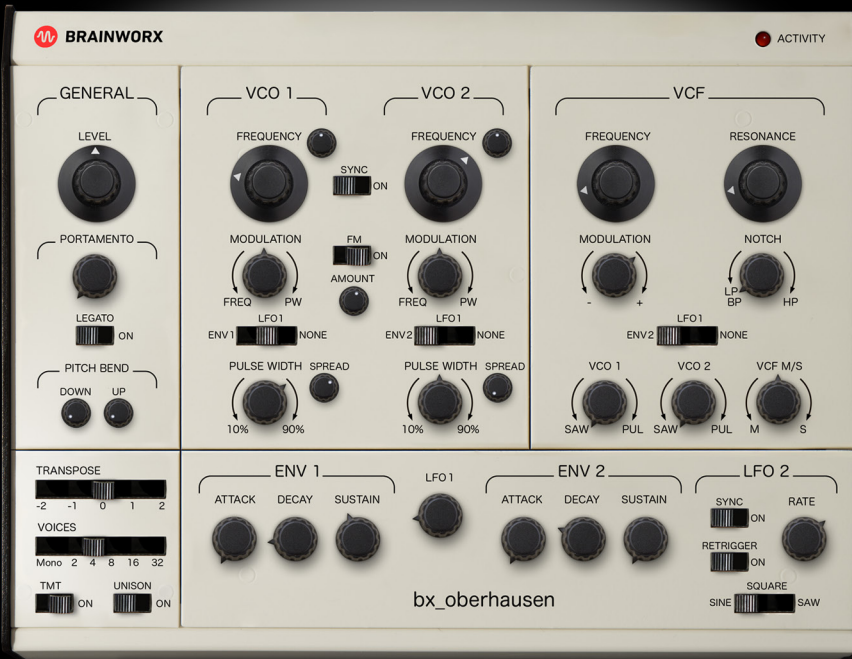 BRAINWORX
ACTIVITY
GENERAL
LEVEL
PORTAMENTO
LEGATO
ON
PITCH BEND
DOWN UP
VCO 1
FREQUENCY
MODULATION
FREQ PW
LFO1
ENV1 NONE
PULSE WIDTH SPREAD
10% 90%
SYNC
ON
FM
ON
AMOUNT
VCO 2
FREQUENCY
MODULATION
FREQ PW
LFO1
ENV2 NONE
PULSE WIDTH SPREAD
10% 90%
VCF
FREQUENCY RESONANCE
MODULATION NOTCH
- +
LP
BP HP
LFO1
ENV2 NONE
VCO 1 VCO 2 VCF M/S
SAW PUL SAW PUL M S
TRANSPOSE
-2 -1 0 1 2
VOICES
Mono 2 4 8 16 32
TMT UNISON
ON ON
ENV 1
ATTACK DECAY SUSTAIN
LFO1
ENV 2
ATTACK DECAY SUSTAIN
LFO 2
SYNC RATE
ON
RETRIGGER
ON
SQUARE
SINE SAW
bx_oberhausen